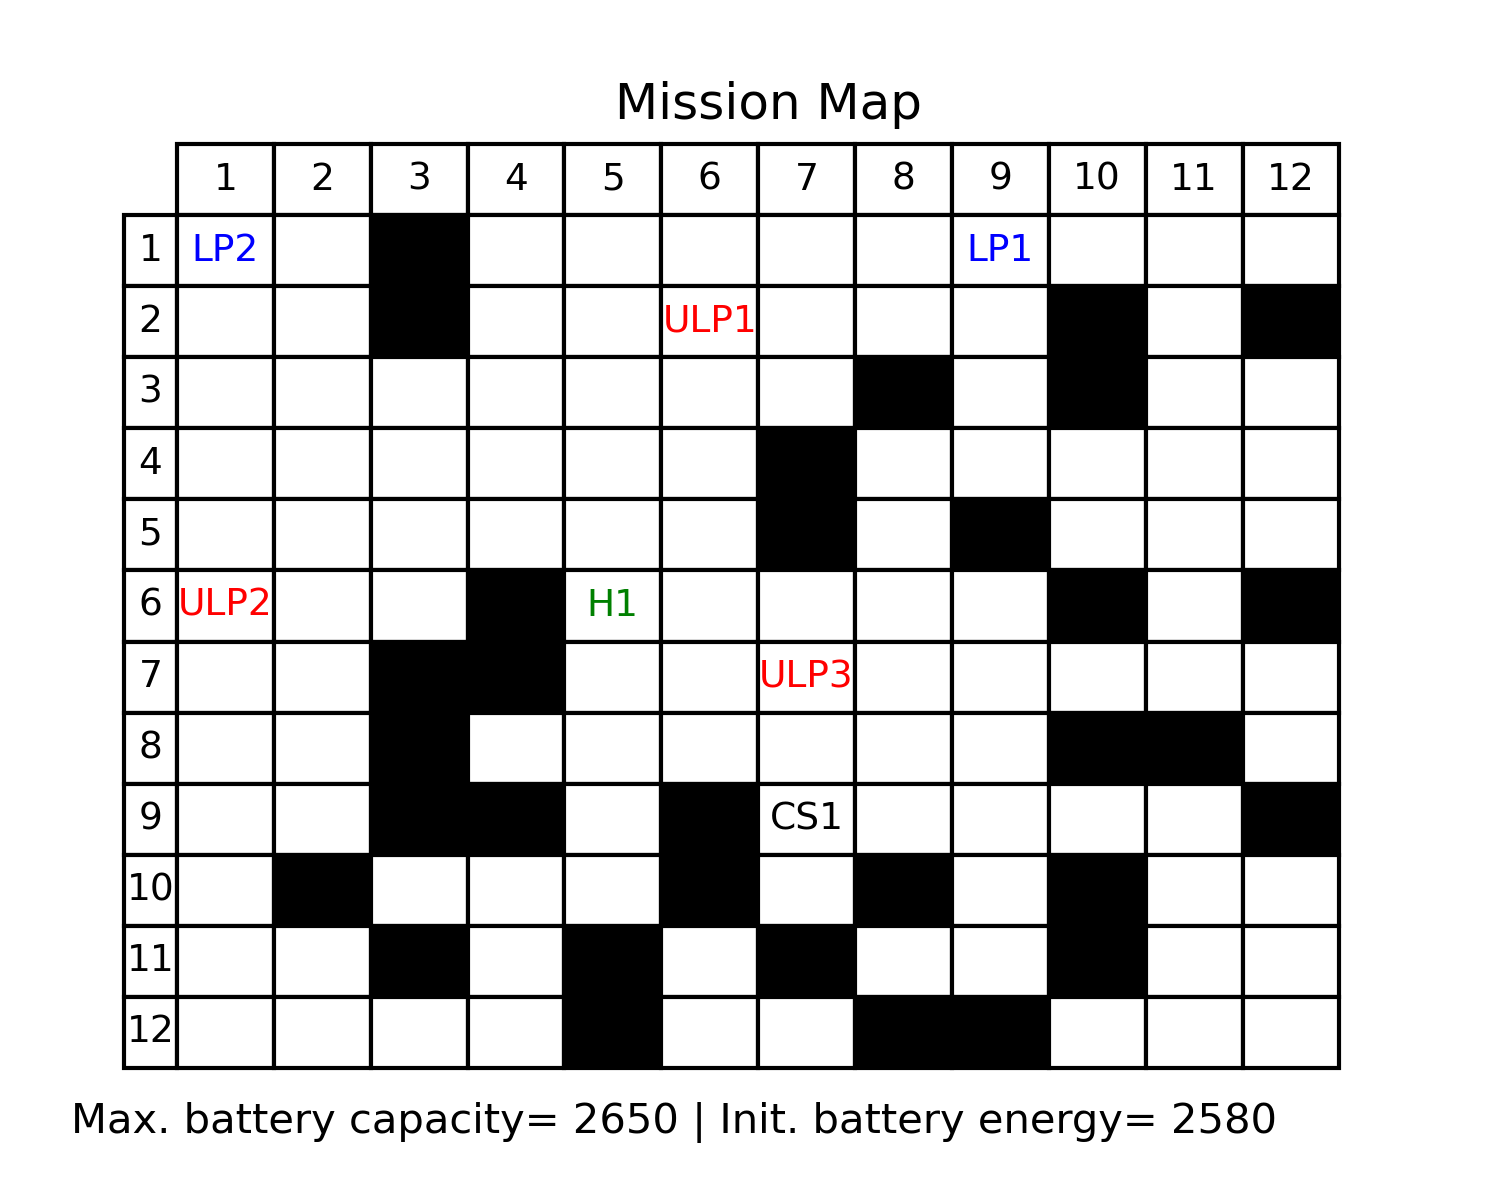 Mission Map
1 2 3 4 5 6 7 8 9 10 11 12
1 LP2 LP1
2 ULP1
3
4
5
6 ULP2 H1
7 ULP3
8
9 CS1
10
11
12
Max. battery capacity= 2650 | Init. battery energy= 2580